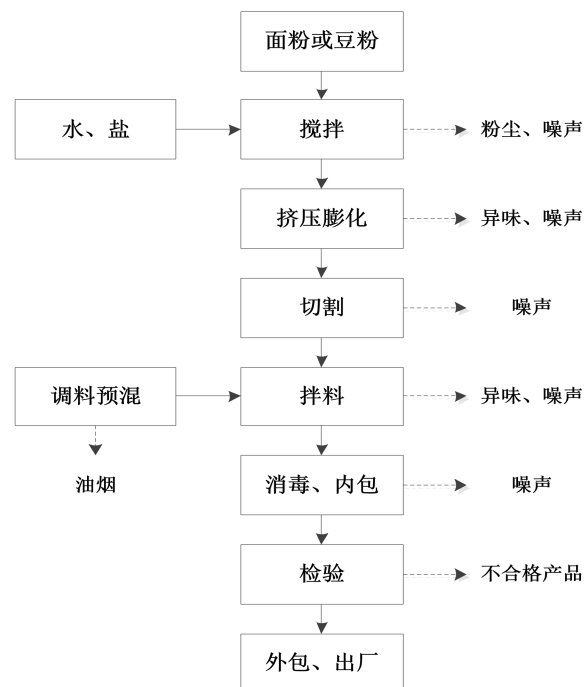 面粉或豆粉
水、盐
搅拌
粉尘、噪声
挤压膨化
异味、噪声
切割
噪声
调料预混
拌料
异味、噪声
油烟
消毒、内包
噪声
检验
不合格产品
外包、出厂